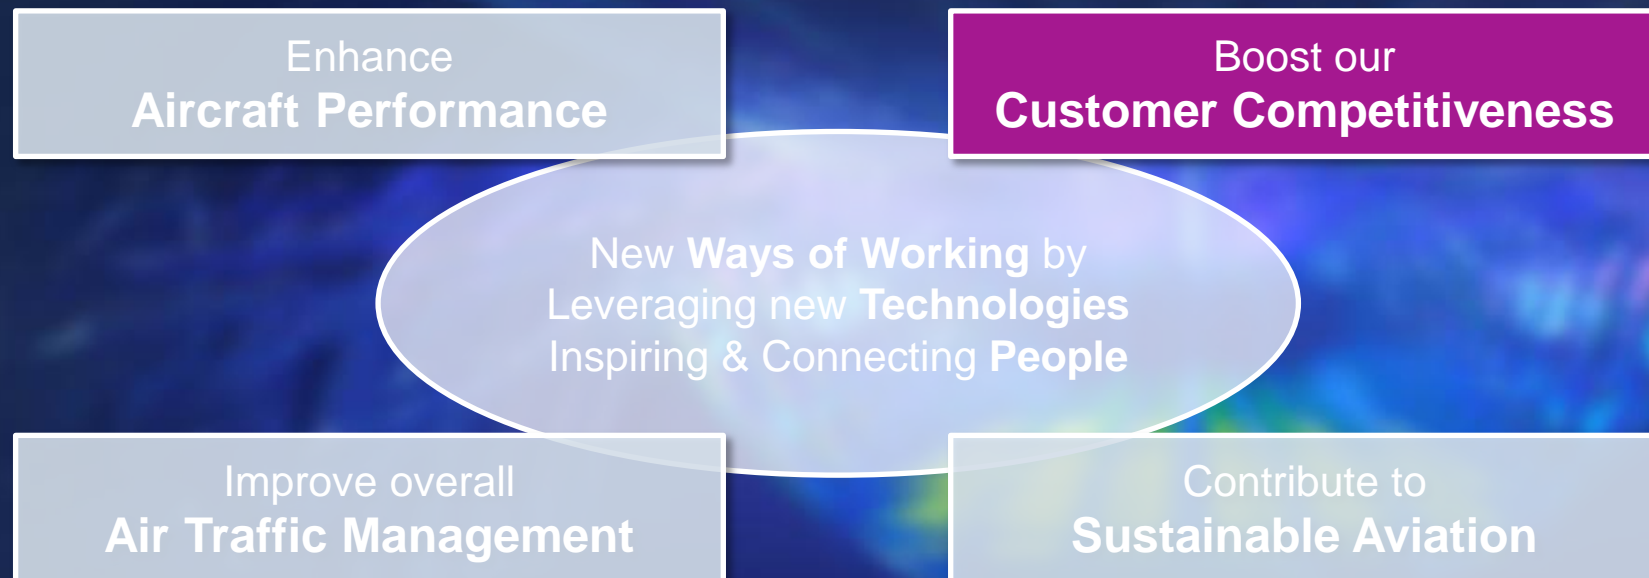 Enhance
Aircraft Performance
Boost our
Customer Competitiveness
New Ways of Working by
Leveraging new Technologies
Inspiring & Connecting People
Improve overall
Air Traffic Management
Contribute to
Sustainable Aviation